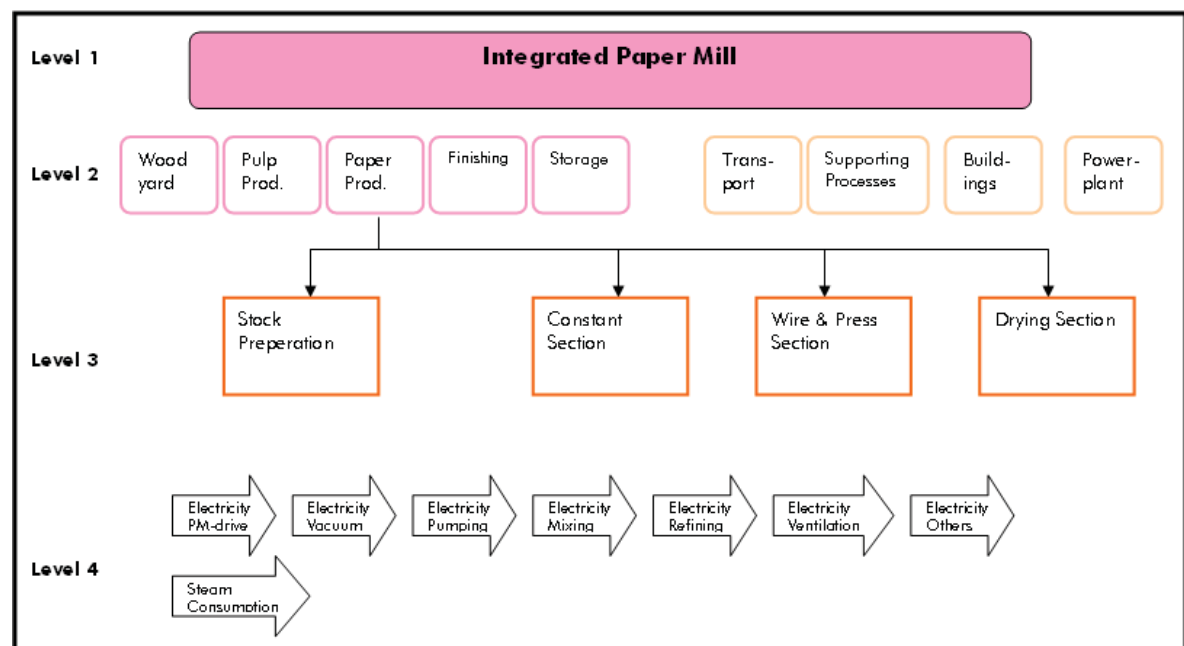 Level 1
Integrated Paper Mill
Level 2
Wood
yard
Pulp
Prod.
Paper
Prod.
Finishing
Storage
Trans-
port
Supporting
Processes
Build-
ings
Power-
plant
Level 3
Stock
Preperation
Constant
Section
Wire & Press
Section
Drying Section
Level 4
Electricity
PM-drive
Electricity
Vacuum
Electricity
Pumping
Electricity
Mixing
Electricity
Refining
Electricity
Ventilation
Electricity
Others
Steam
Consumption